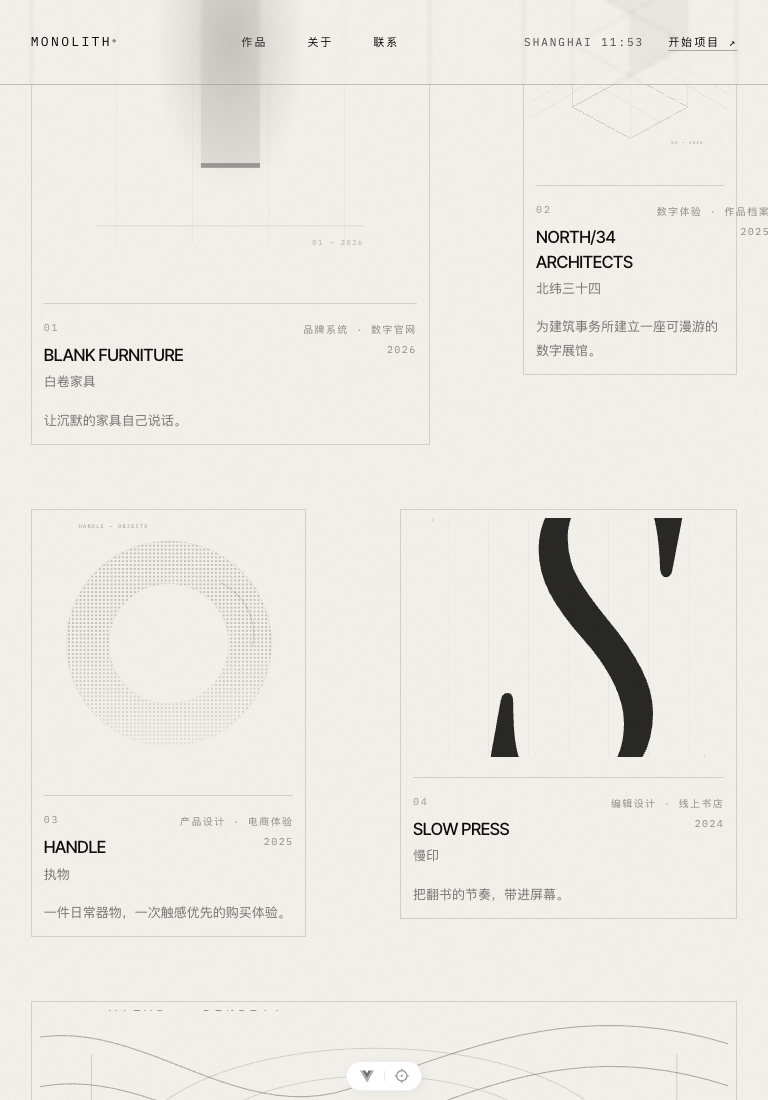 MONOLITH
作品
关于
联系
SHANGHAI 11:53
开始项目 ↗
01 — 2026
02 — 2025
01
品牌系统 · 数字官网
2026
BLANK FURNITURE
白卷家具
让沉默的家具自己说话。
02
数字体验 · 作品档案
2025
NORTH/34
ARCHITECTS
北纬三十四
为建筑事务所建立一座可漫游的
数字展馆。
HANDLE — OBJECTS
03
产品设计 · 电商体验
2025
HANDLE
执物
一件日常器物，一次触感优先的购买体验。
S
04
编辑设计 · 线上书店
2024
SLOW PRESS
慢印
把翻书的节奏，带进屏幕。